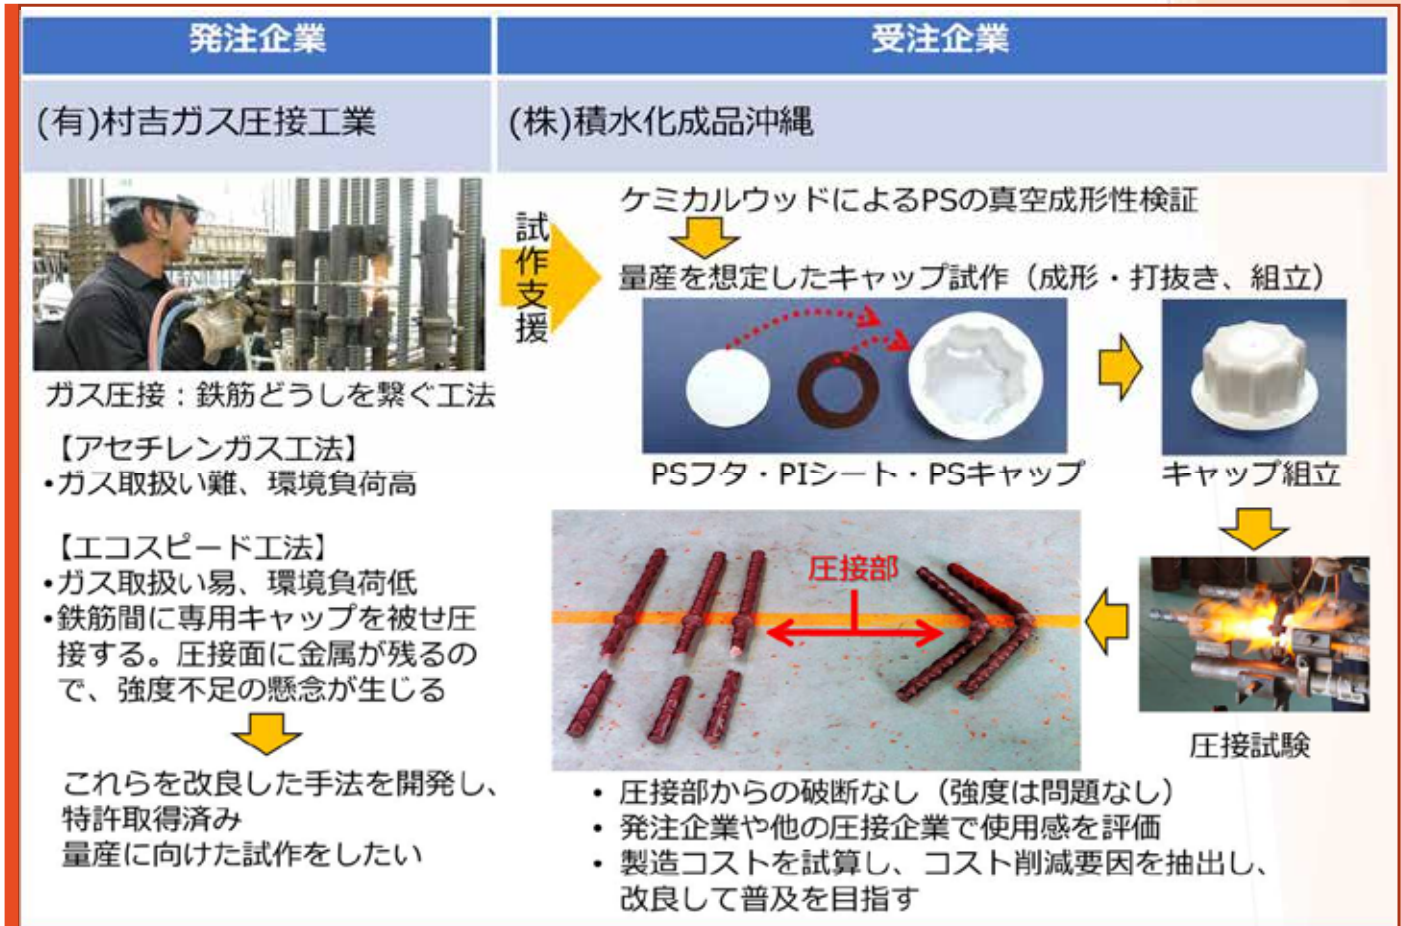 発注企業
受注企業
(有)村吉ガス圧接工業
(株)積水化成品沖縄
ガス圧接：鉄筋どうしを繋ぐ工法
【アセチレンガス工法】
•ガス取扱い難、環境負荷高
【エコスピード工法】
•ガス取扱い易、環境負荷低
•鉄筋間に専用キャップを被せ圧
接する。圧接面に金属が残るの
で、強度不足の懸念が生じる
これらを改良した手法を開発し、
特許取得済み
量産に向けた試作をしたい
試作支援
ケミカルウッドによるPSの真空成形性検証
量産を想定したキャップ試作（成形・打抜き、組立）
PSフタ・PIシート・PSキャップ
キャップ組立
圧接部
圧接試験
• 圧接部からの破断なし（強度は問題なし）
• 発注企業や他の圧接企業で使用感を評価
• 製造コストを試算し、コスト削減要因を抽出し、
改良して普及を目指す